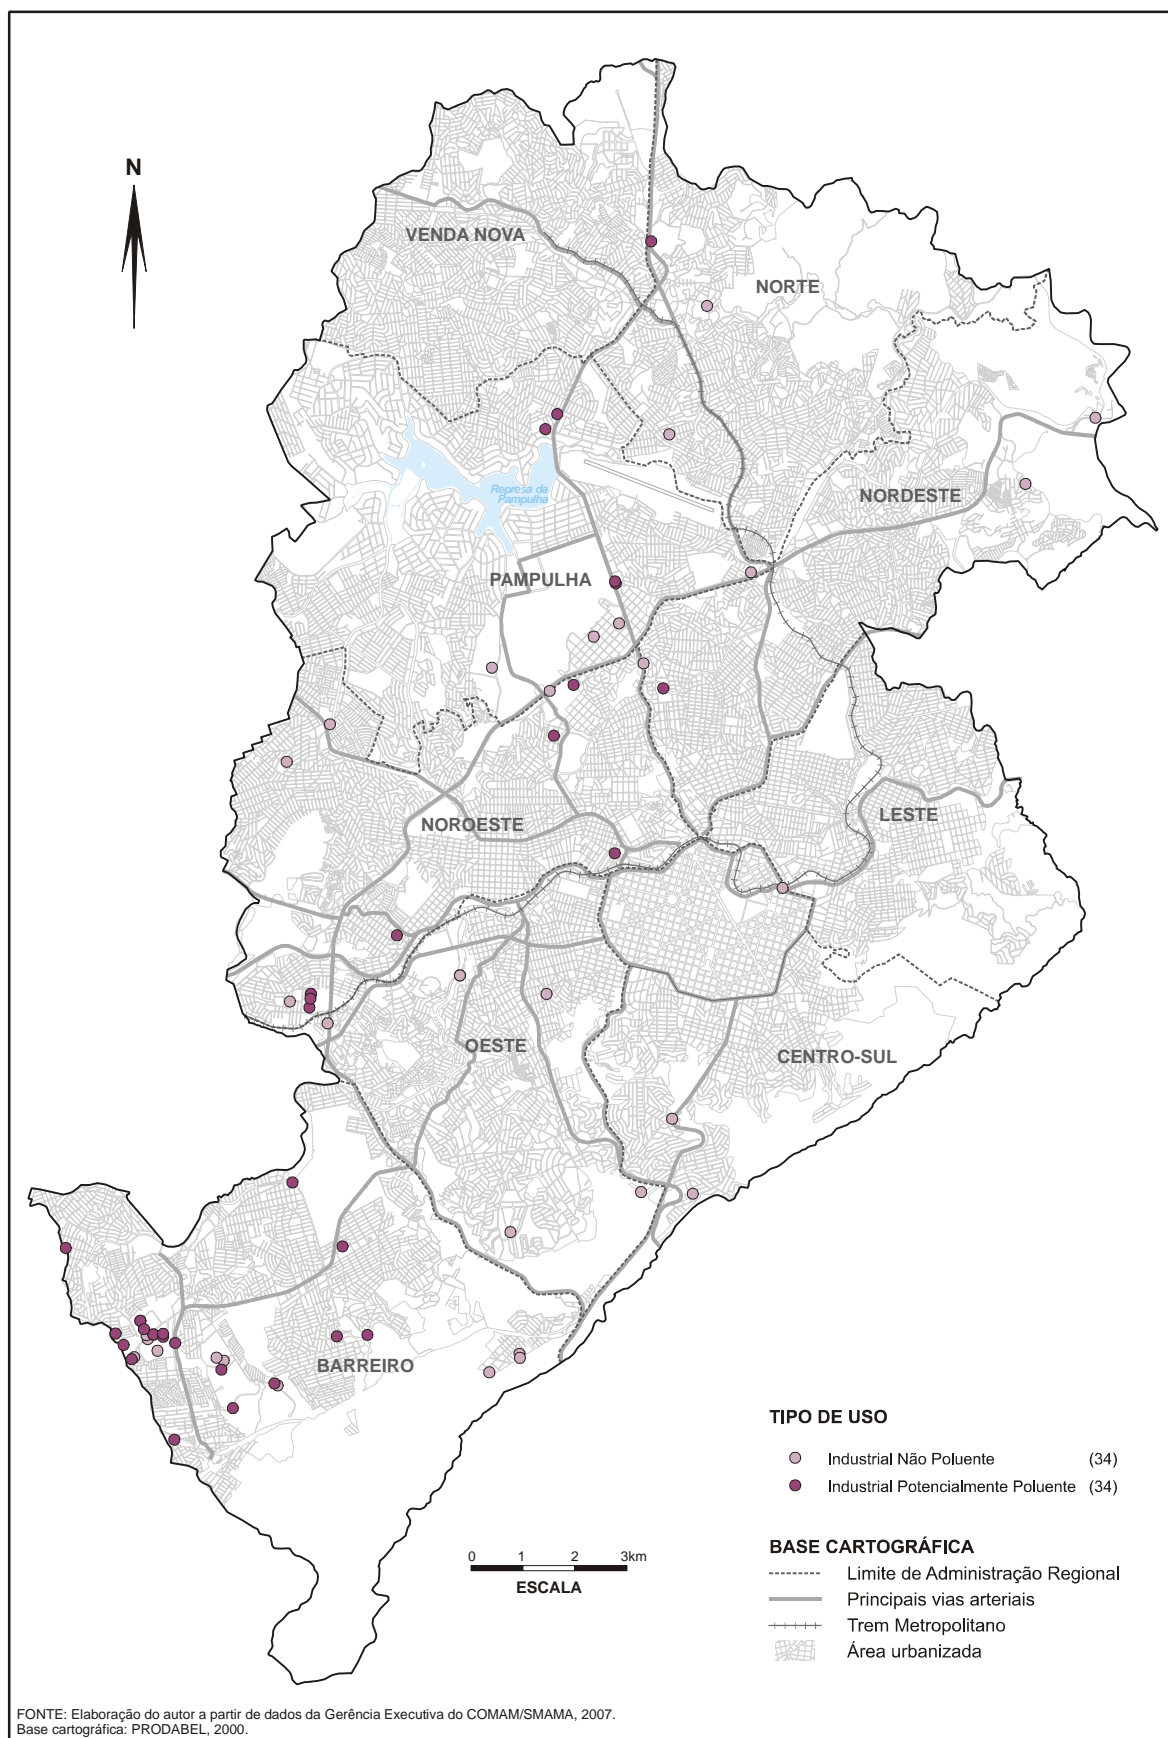 N
VENDA NOVA
NORTE
NORDESTE
Represa da
Pampulha
PAMPULHA
NOROESTE
LESTE
OESTE
CENTRO-SUL
BARREIRO
TIPO DE USO
Industrial Não Poluente (34)
Industrial Potencialmente Poluente (34)
0 1 2 3km
ESCALA
BASE CARTOGRÁFICA
Limite de Administração Regional
Principais vias arteriais
Trem Metropolitano
Área urbanizada
FONTE: Elaboração do autor a partir de dados da Gerência Executiva do COMAM/SMAMA, 2007.
Base cartográfica: PRODABEL, 2000.